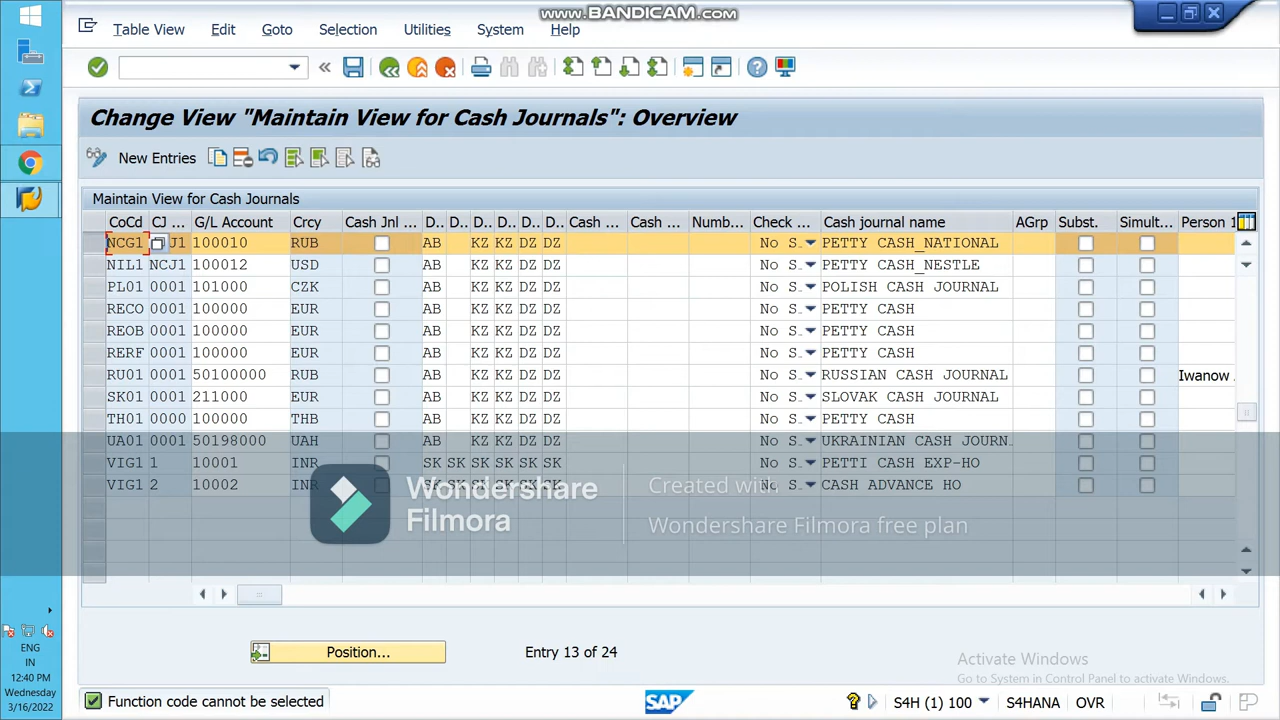 www.BANDICAM.com
Table View Edit Goto Selection Utilities System Help
Change View "Maintain View for Cash Journals": Overview
New Entries
Maintain View for Cash Journals
CoCd CJ ... G/L Account Crcy Cash Jnl ... D.. D.. D.. D.. D.. D.. Cash ... Cash ... Numb... Check ... Cash journal name AGrp Subst. Simult... Person 1
NCG1 J1 100010 RUB AB KZ KZ DZ DZ No S.. PETTY CASH_NATIONAL
NIL1 NCJ1 100012 USD AB KZ KZ DZ DZ No S.. PETTY CASH_NESTLE
PL01 0001 101000 CZK AB KZ KZ DZ DZ No S.. POLISH CASH JOURNAL
RECO 0001 100000 EUR AB KZ KZ DZ DZ No S.. PETTY CASH
REOB 0001 100000 EUR AB KZ KZ DZ DZ No S.. PETTY CASH
RERF 0001 100000 EUR AB KZ KZ DZ DZ No S.. PETTY CASH
RU01 0001 50100000 RUB AB KZ KZ DZ DZ No S.. RUSSIAN CASH JOURNAL Iwanow
SK01 0001 211000 EUR AB KZ KZ DZ DZ No S.. SLOVAK CASH JOURNAL
TH01 0000 100000 THB AB KZ KZ DZ DZ No S.. PETTY CASH
UA01 0001 50198000 UAH AB KZ KZ DZ DZ No S.. UKRAINIAN CASH JOURN
VIG1 1 10001 INR SK SK SK SK SK SK No S.. PETTI CASH EXP-HO
VIG1 2 10002 INR SK SK SK SK SK SK No S.. CASH ADVANCE HO
Wondershare
Filmora
Created with
Wondershare Filmora free plan
Position...
Entry 13 of 24
Activate Windows
Go to System in Control Panel to activate Windows.
ENG
IN
12:40 PM
Wednesday
3/16/2022
Function code cannot be selected
SAP
S4H (1) 100
S4HANA
OVR